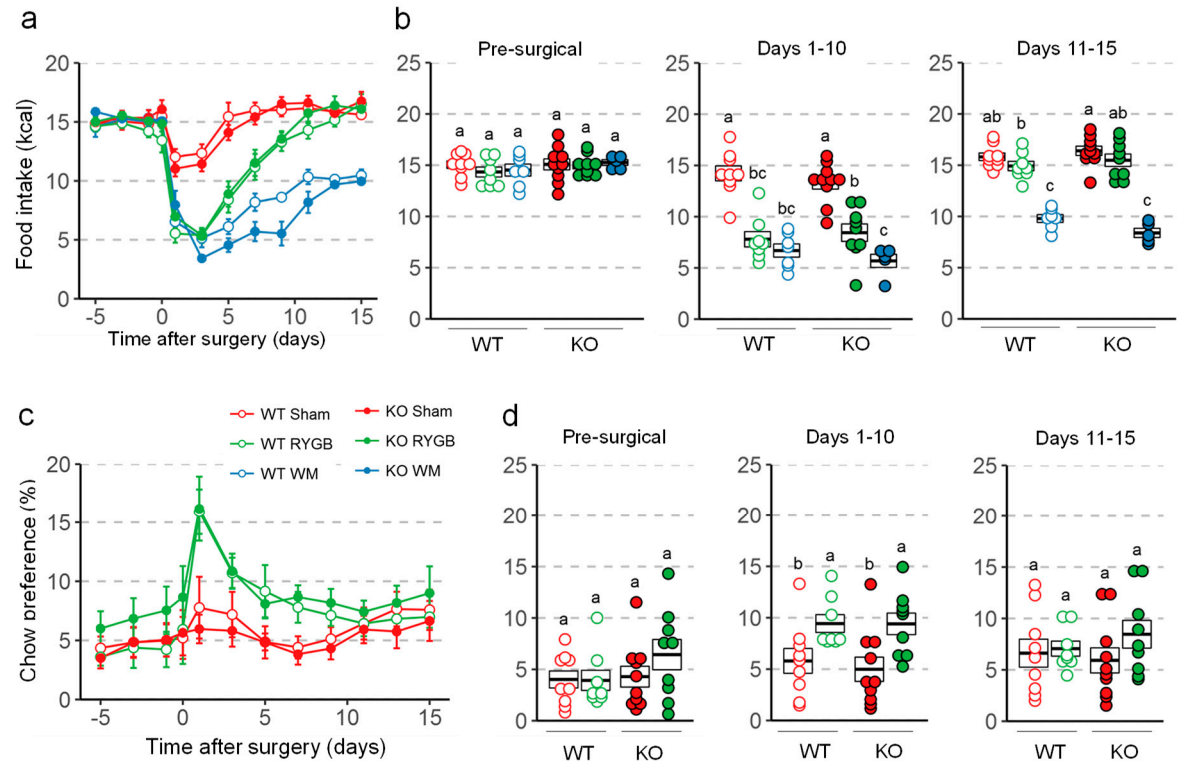 a
b
Pre-surgical
Days 1-10
Days 11-15
Food intake (kcal)
20
15
10
5
0
-5 0 5 10 15
Time after surgery (days)
25
20
15
10
5
0
a a a a a a
WT KO
25
20
15
10
5
0
a bc bc a b c
WT KO
25
20
15
10
5
0
ab b c a ab c
WT KO
c
WT Sham KO Sham
WT RYGB KO RYGB
WT WM KO WM
Chow preference (%)
20
15
10
5
0
-5 0 5 10 15
Time after surgery (days)
d
Pre-surgical
Days 1-10
Days 11-15
25
20
15
10
5
0
a a a a
WT KO
25
20
15
10
5
0
b a b a
WT KO
25
20
15
10
5
0
a a a a
WT KO